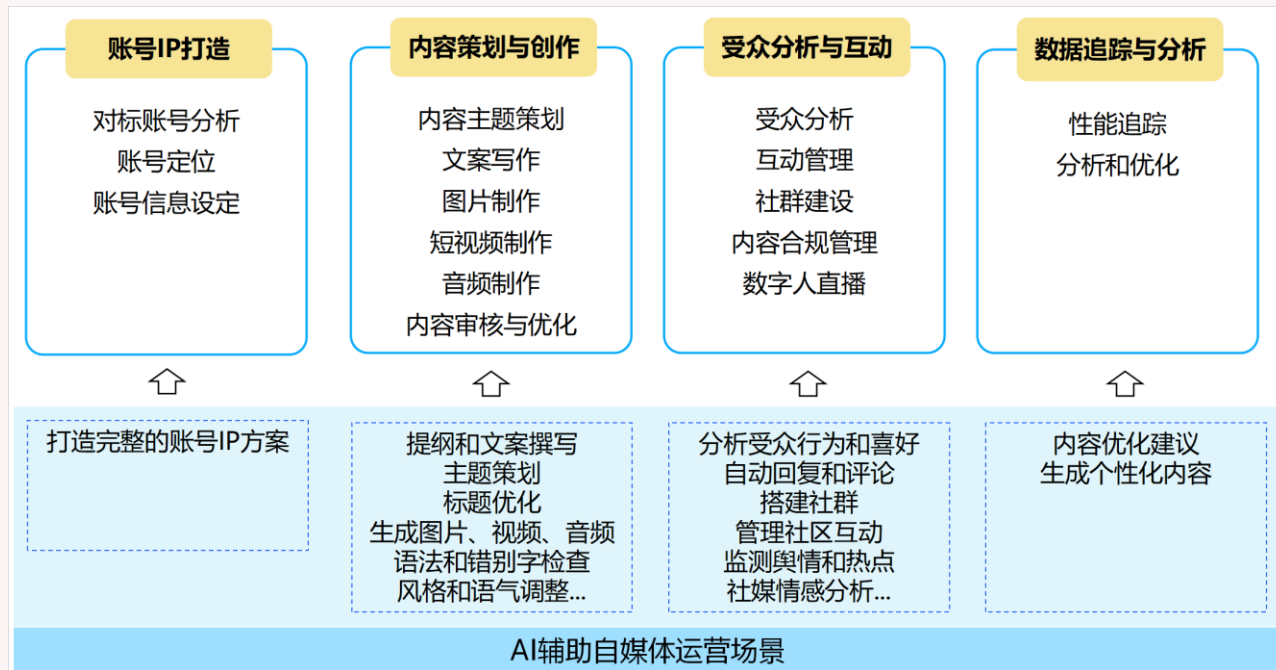 账号IP打造
对标账号分析
账号定位
账号信息设定
内容策划与创作
内容主题策划
文案写作
图片制作
短视频制作
音频制作
内容审核与优化
受众分析与互动
受众分析
互动管理
社群建设
内容合规管理
数字人直播
数据追踪与分析
性能追踪
分析和优化
打造完整的账号IP方案
提纲和文案撰写
主题策划
标题优化
生成图片、视频、音频
语法和错别字检查
风格和语气调整...
分析受众行为和喜好
自动回复和评论
搭建社群
管理社区互动
监测舆情和热点
社媒情感分析...
内容优化建议
生成个性化内容
AI辅助自媒体运营场景